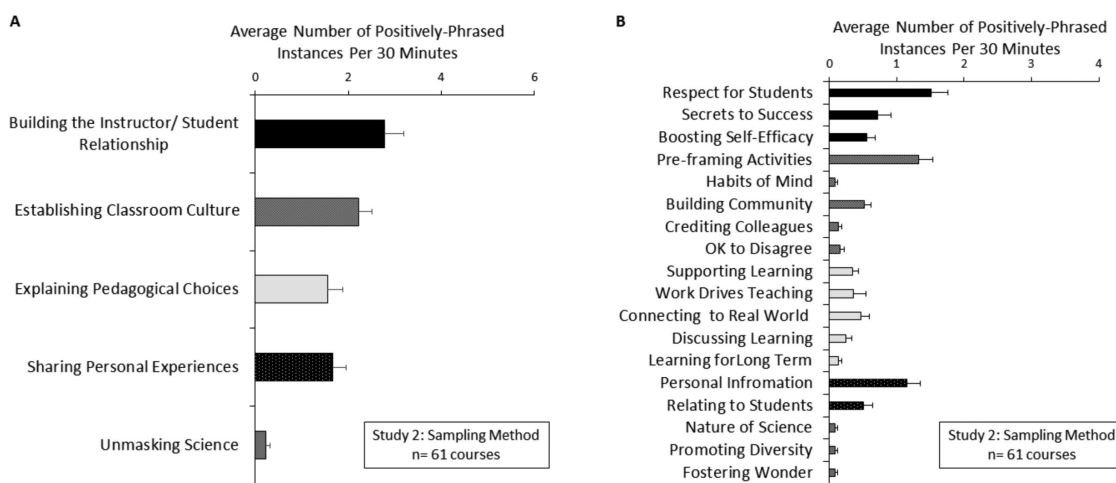 A
Average Number of Positively-Phrased
Instances Per 30 Minutes
0 2 4 6
Building the Instructor/ Student
Relationship
Establishing Classroom Culture
Explaining Pedagogical Choices
Sharing Personal Experiences
Unmasking Science
Study 2: Sampling Method
n= 61 courses
B
Average Number of Positively-Phrased
Instances Per 30 Minutes
0 1 2 3 4
Respect for Students
Secrets to Success
Boosting Self-Efficacy
Pre-framing Activities
Habits of Mind
Building Community
Crediting Colleagues
OK to Disagree
Supporting Learning
Work Drives Teaching
Connecting to Real World
Discussing Learning
Learning forLong Term
Personal Infromation
Relating to Students
Nature of Science
Promoting Diversity
Fostering Wonder
Study 2: Sampling Method
n= 61 courses